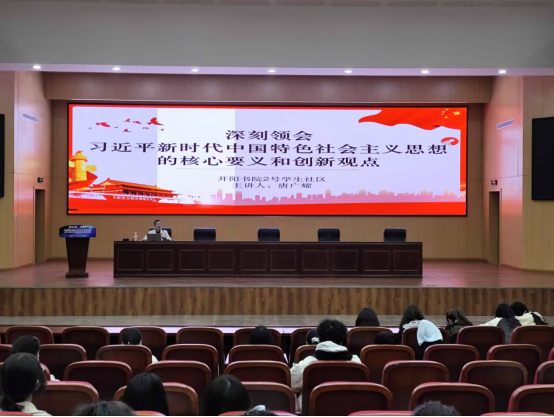 深刻领会
习近平新时代中国特色社会主义思想
的核心要义和创新观点
开阳书院2号学生社区
主讲人：唐广耀